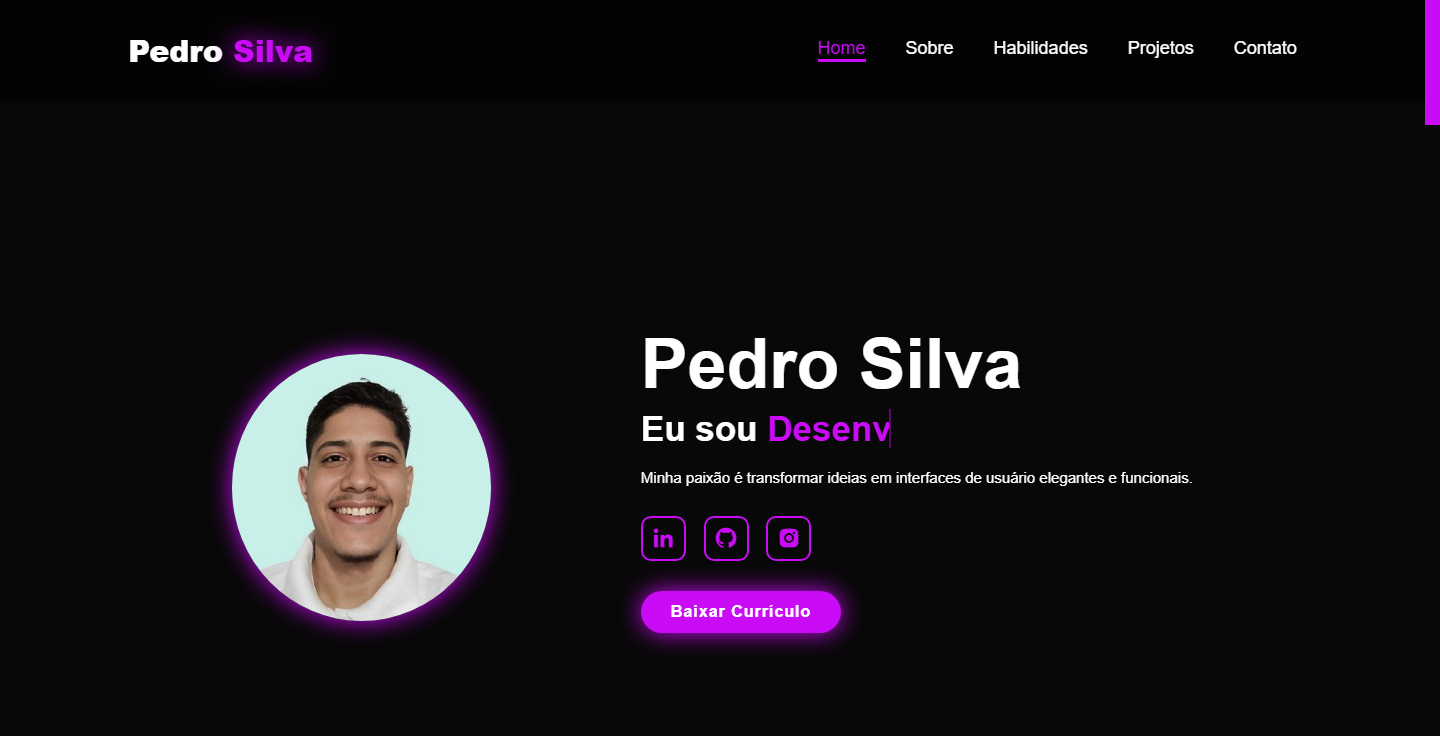 Pedro Silva
Home Sobre Habilidades Projetos Contato
Pedro Silva
Eu sou Desenv
Minha paixão é transformar ideias em interfaces de usuário elegantes e funcionais.
in
Baixar Currículo